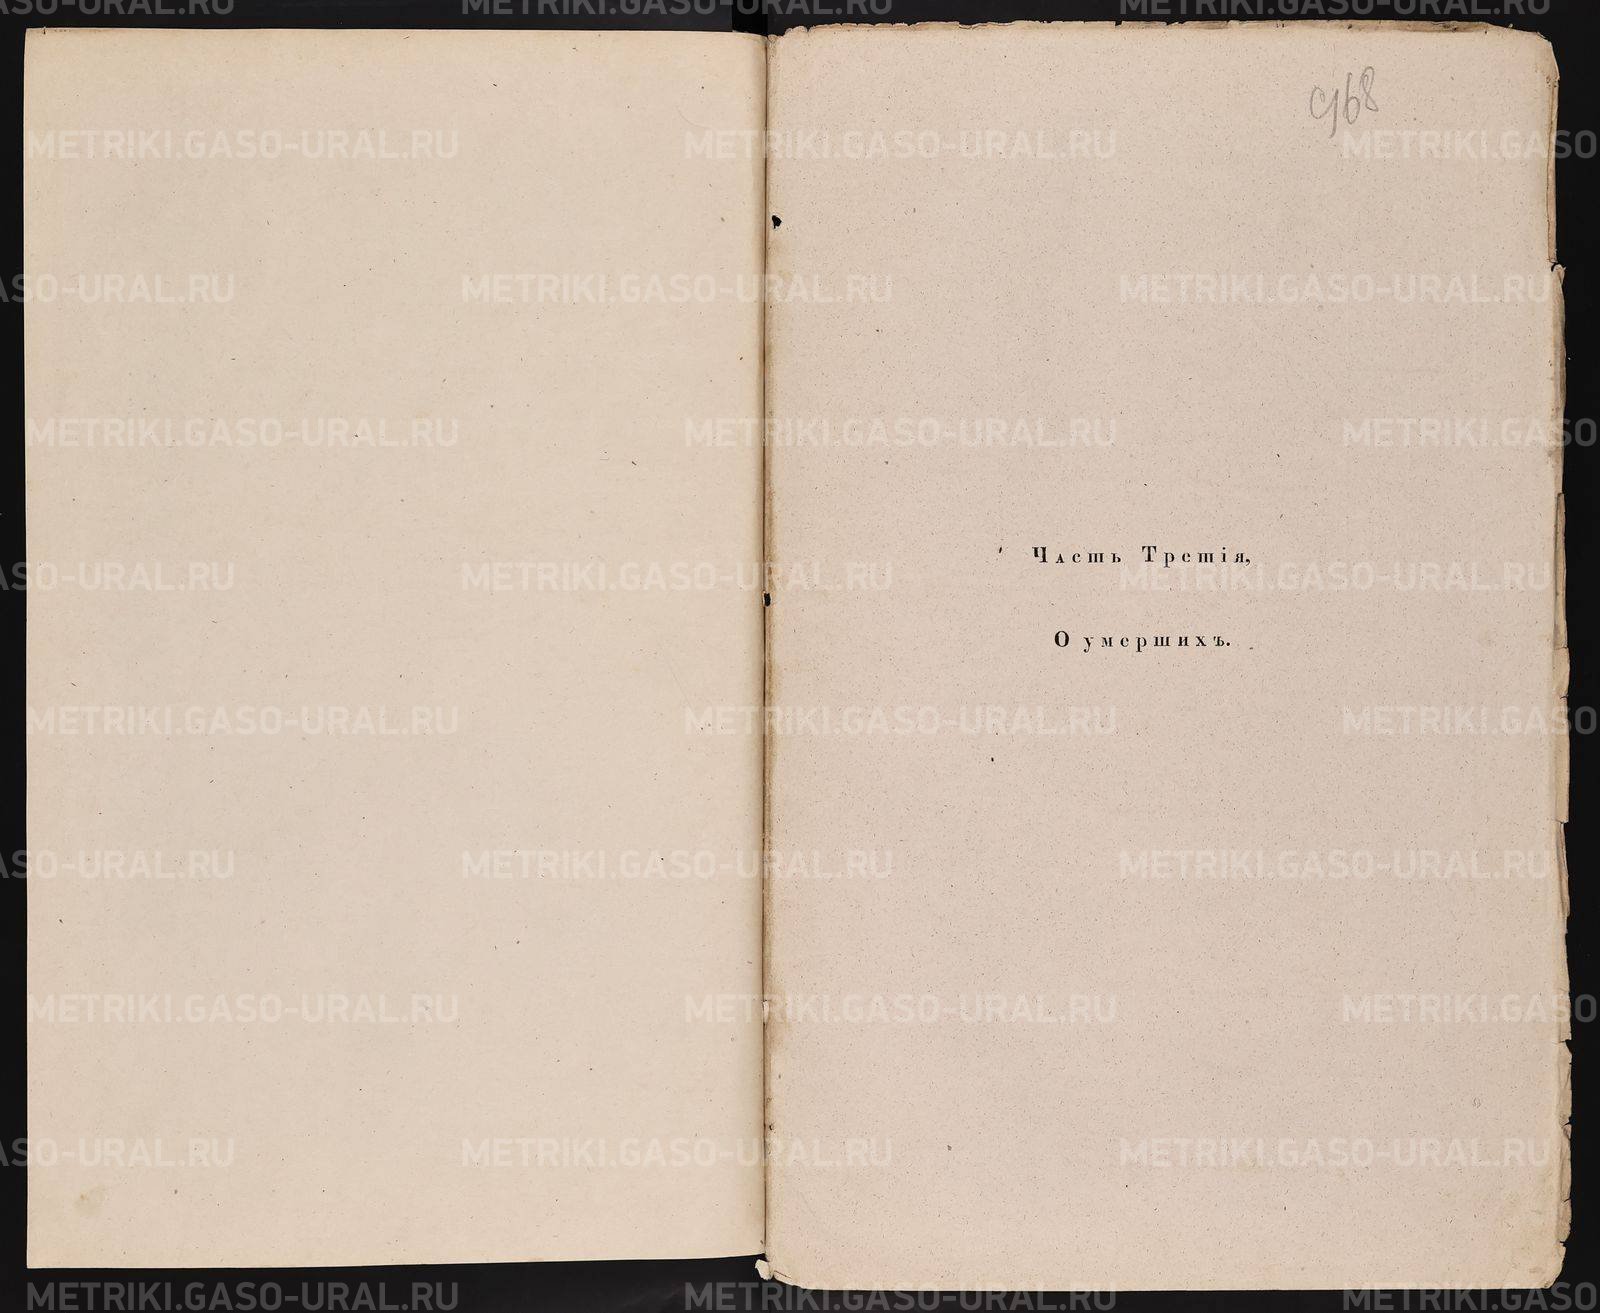 968
Часть Третія,
О умершихъ.